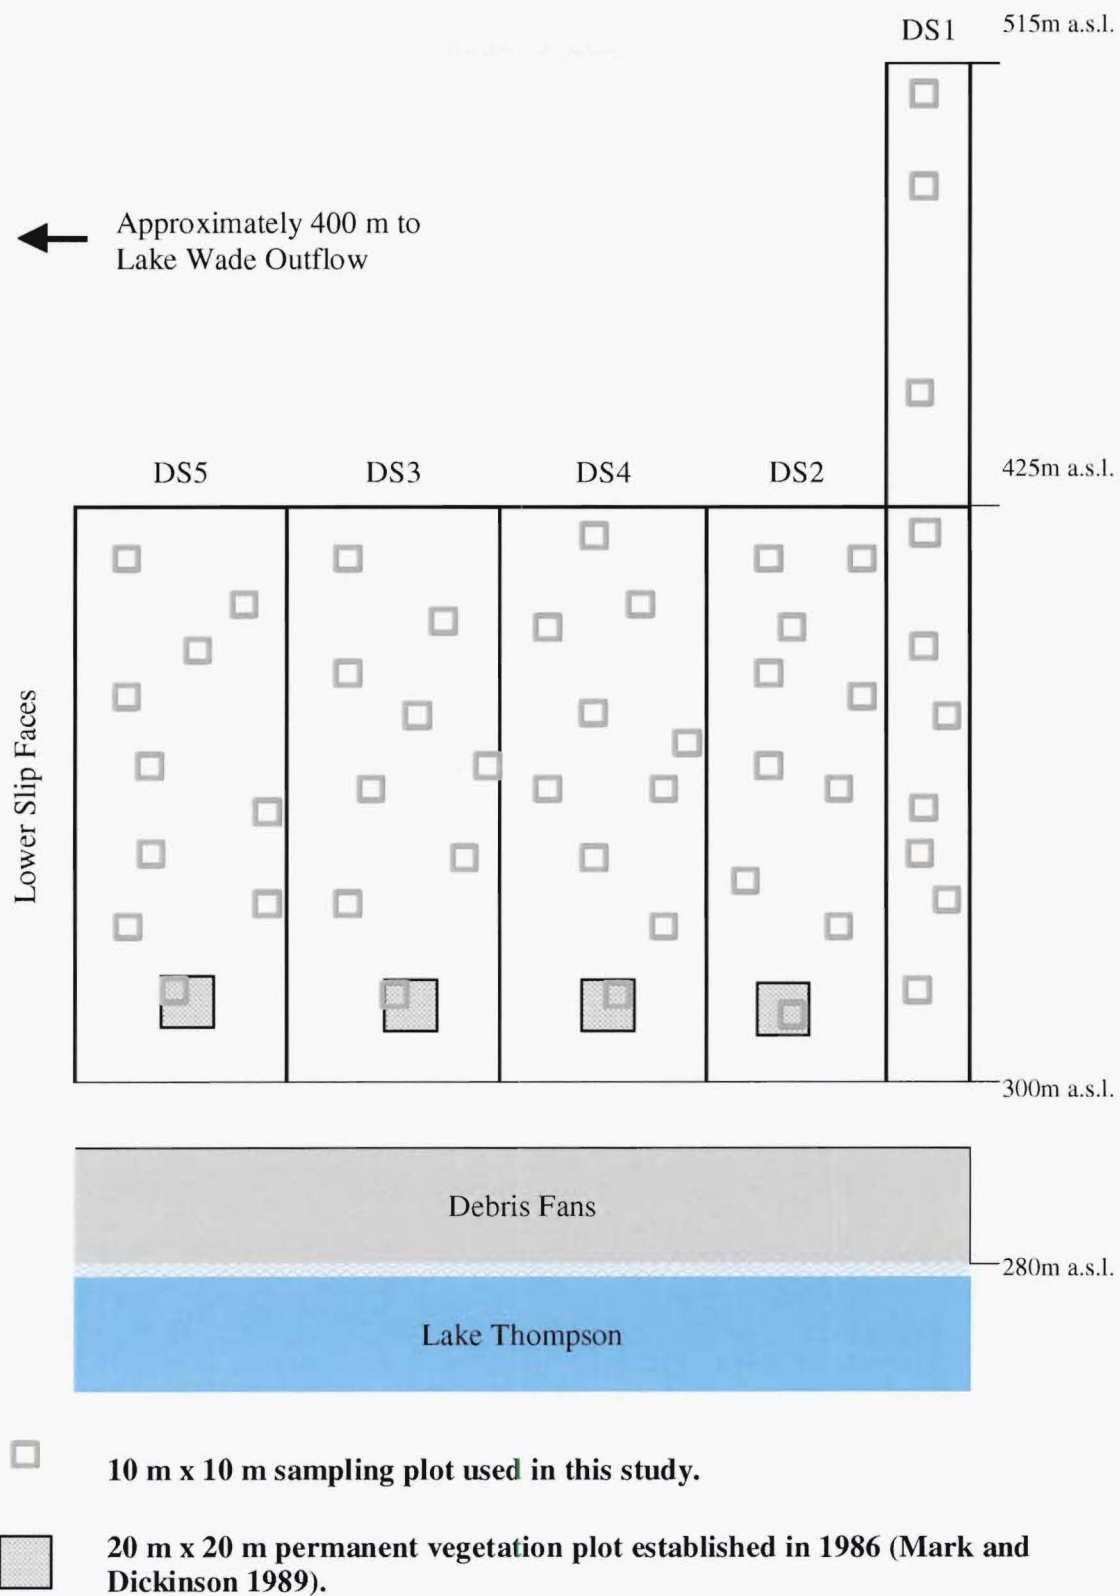 DS1
515m a.s.l.
Approximately 400 m to
Lake Wade Outflow
DS5
DS3
DS4
DS2
425m a.s.l.
Lower Slip Faces
300m a.s.l.
Debris Fans
280m a.s.l.
Lake Thompson
10 m x 10 m sampling plot used in this study.
20 m x 20 m permanent vegetation plot established in 1986 (Mark and
Dickinson 1989).